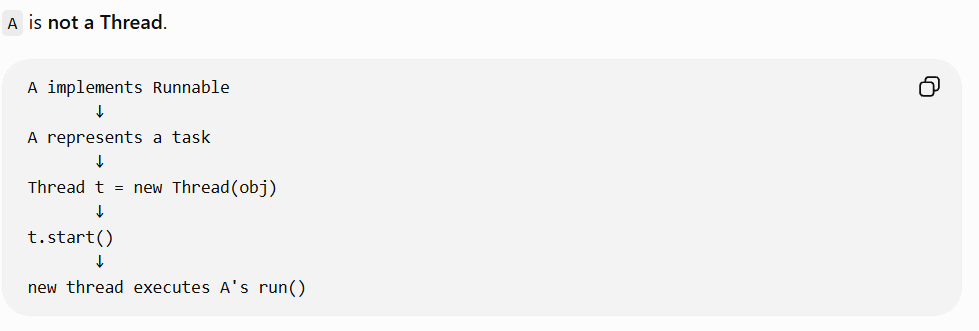 A is not a Thread.
A implements Runnable
↓
A represents a task
↓
Thread t = new Thread(obj)
↓
t.start()
↓
new thread executes A's run()